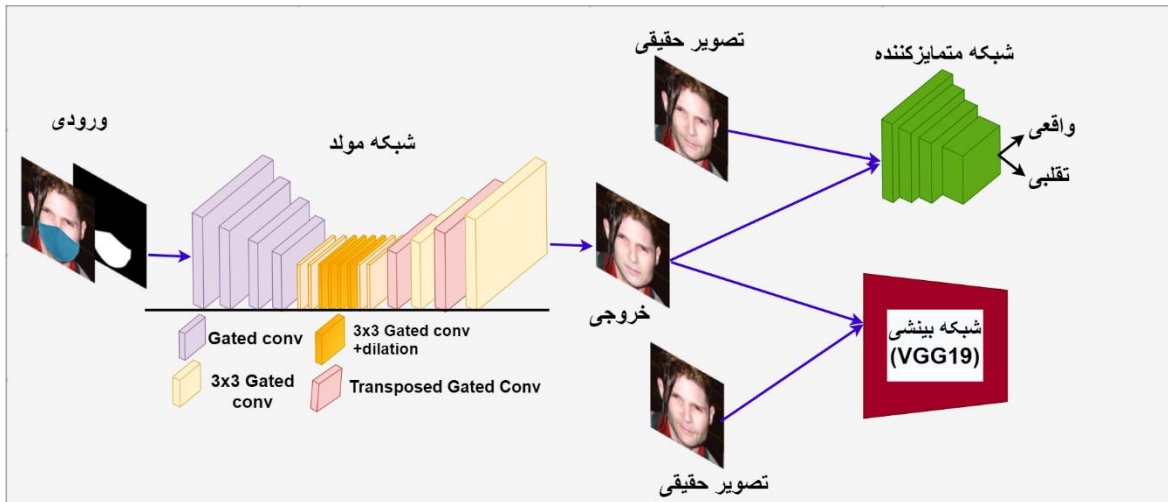 ورودی
شبکه مولد
Gated conv
3x3 Gated conv
+dilation
3x3 Gated
conv
Transposed Gated Conv
تصویر حقیقی
خروجی
تصویر حقیقی
شبکه متمایزکننده
واقعی
تقلبی
شبکه بینشی
(VGG19)